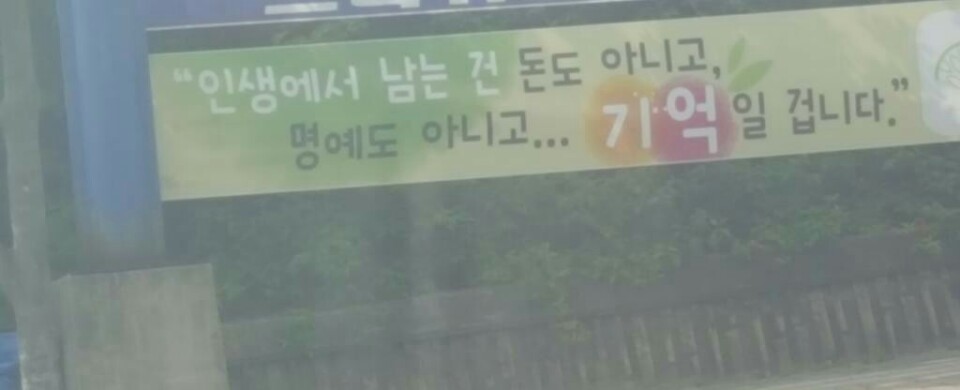 “인생에서 남는 건 돈도 아니고,
명예도 아니고... 기억일 겁니다.”